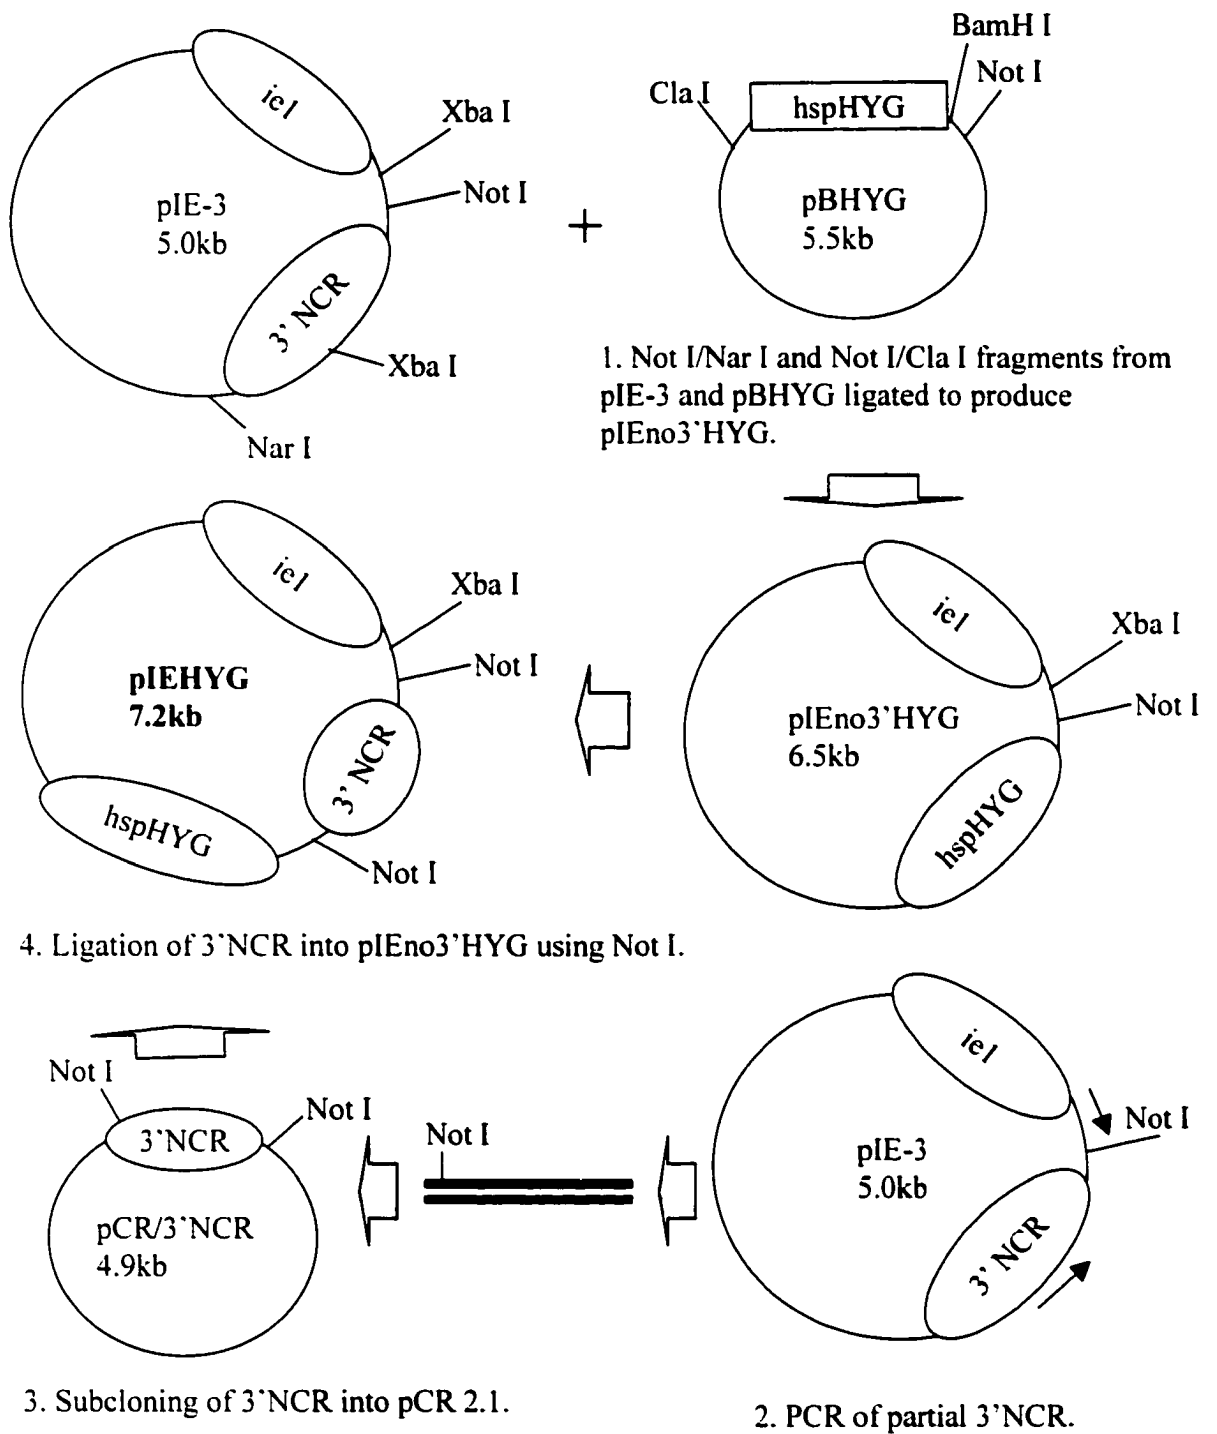 ie1
Xba I
Not I
pIE-3
5.0kb
3' NCR
Xba I
Nar I
+
BamH I
Not I
Cla I
hspHYG
pBHYG
5.5kb
1. Not I/Nar I and Not I/Cla I fragments from
pIE-3 and pBHYG ligated to produce
pIEno3'HYG.
ie1
Xba I
Not I
pIEHYG
7.2kb
3' NCR
hspHYG
Not I
ie1
Xba I
Not I
pIEno3'HYG
6.5kb
hspHYG
4. Ligation of 3'NCR into pIEno3'HYG using Not I.
Not I
Not I
3'NCR
pCR/3'NCR
4.9kb
Not I
ie1
Not I
pIE-3
5.0kb
3' NCR
3. Subcloning of 3'NCR into pCR 2.1.
2. PCR of partial 3'NCR.